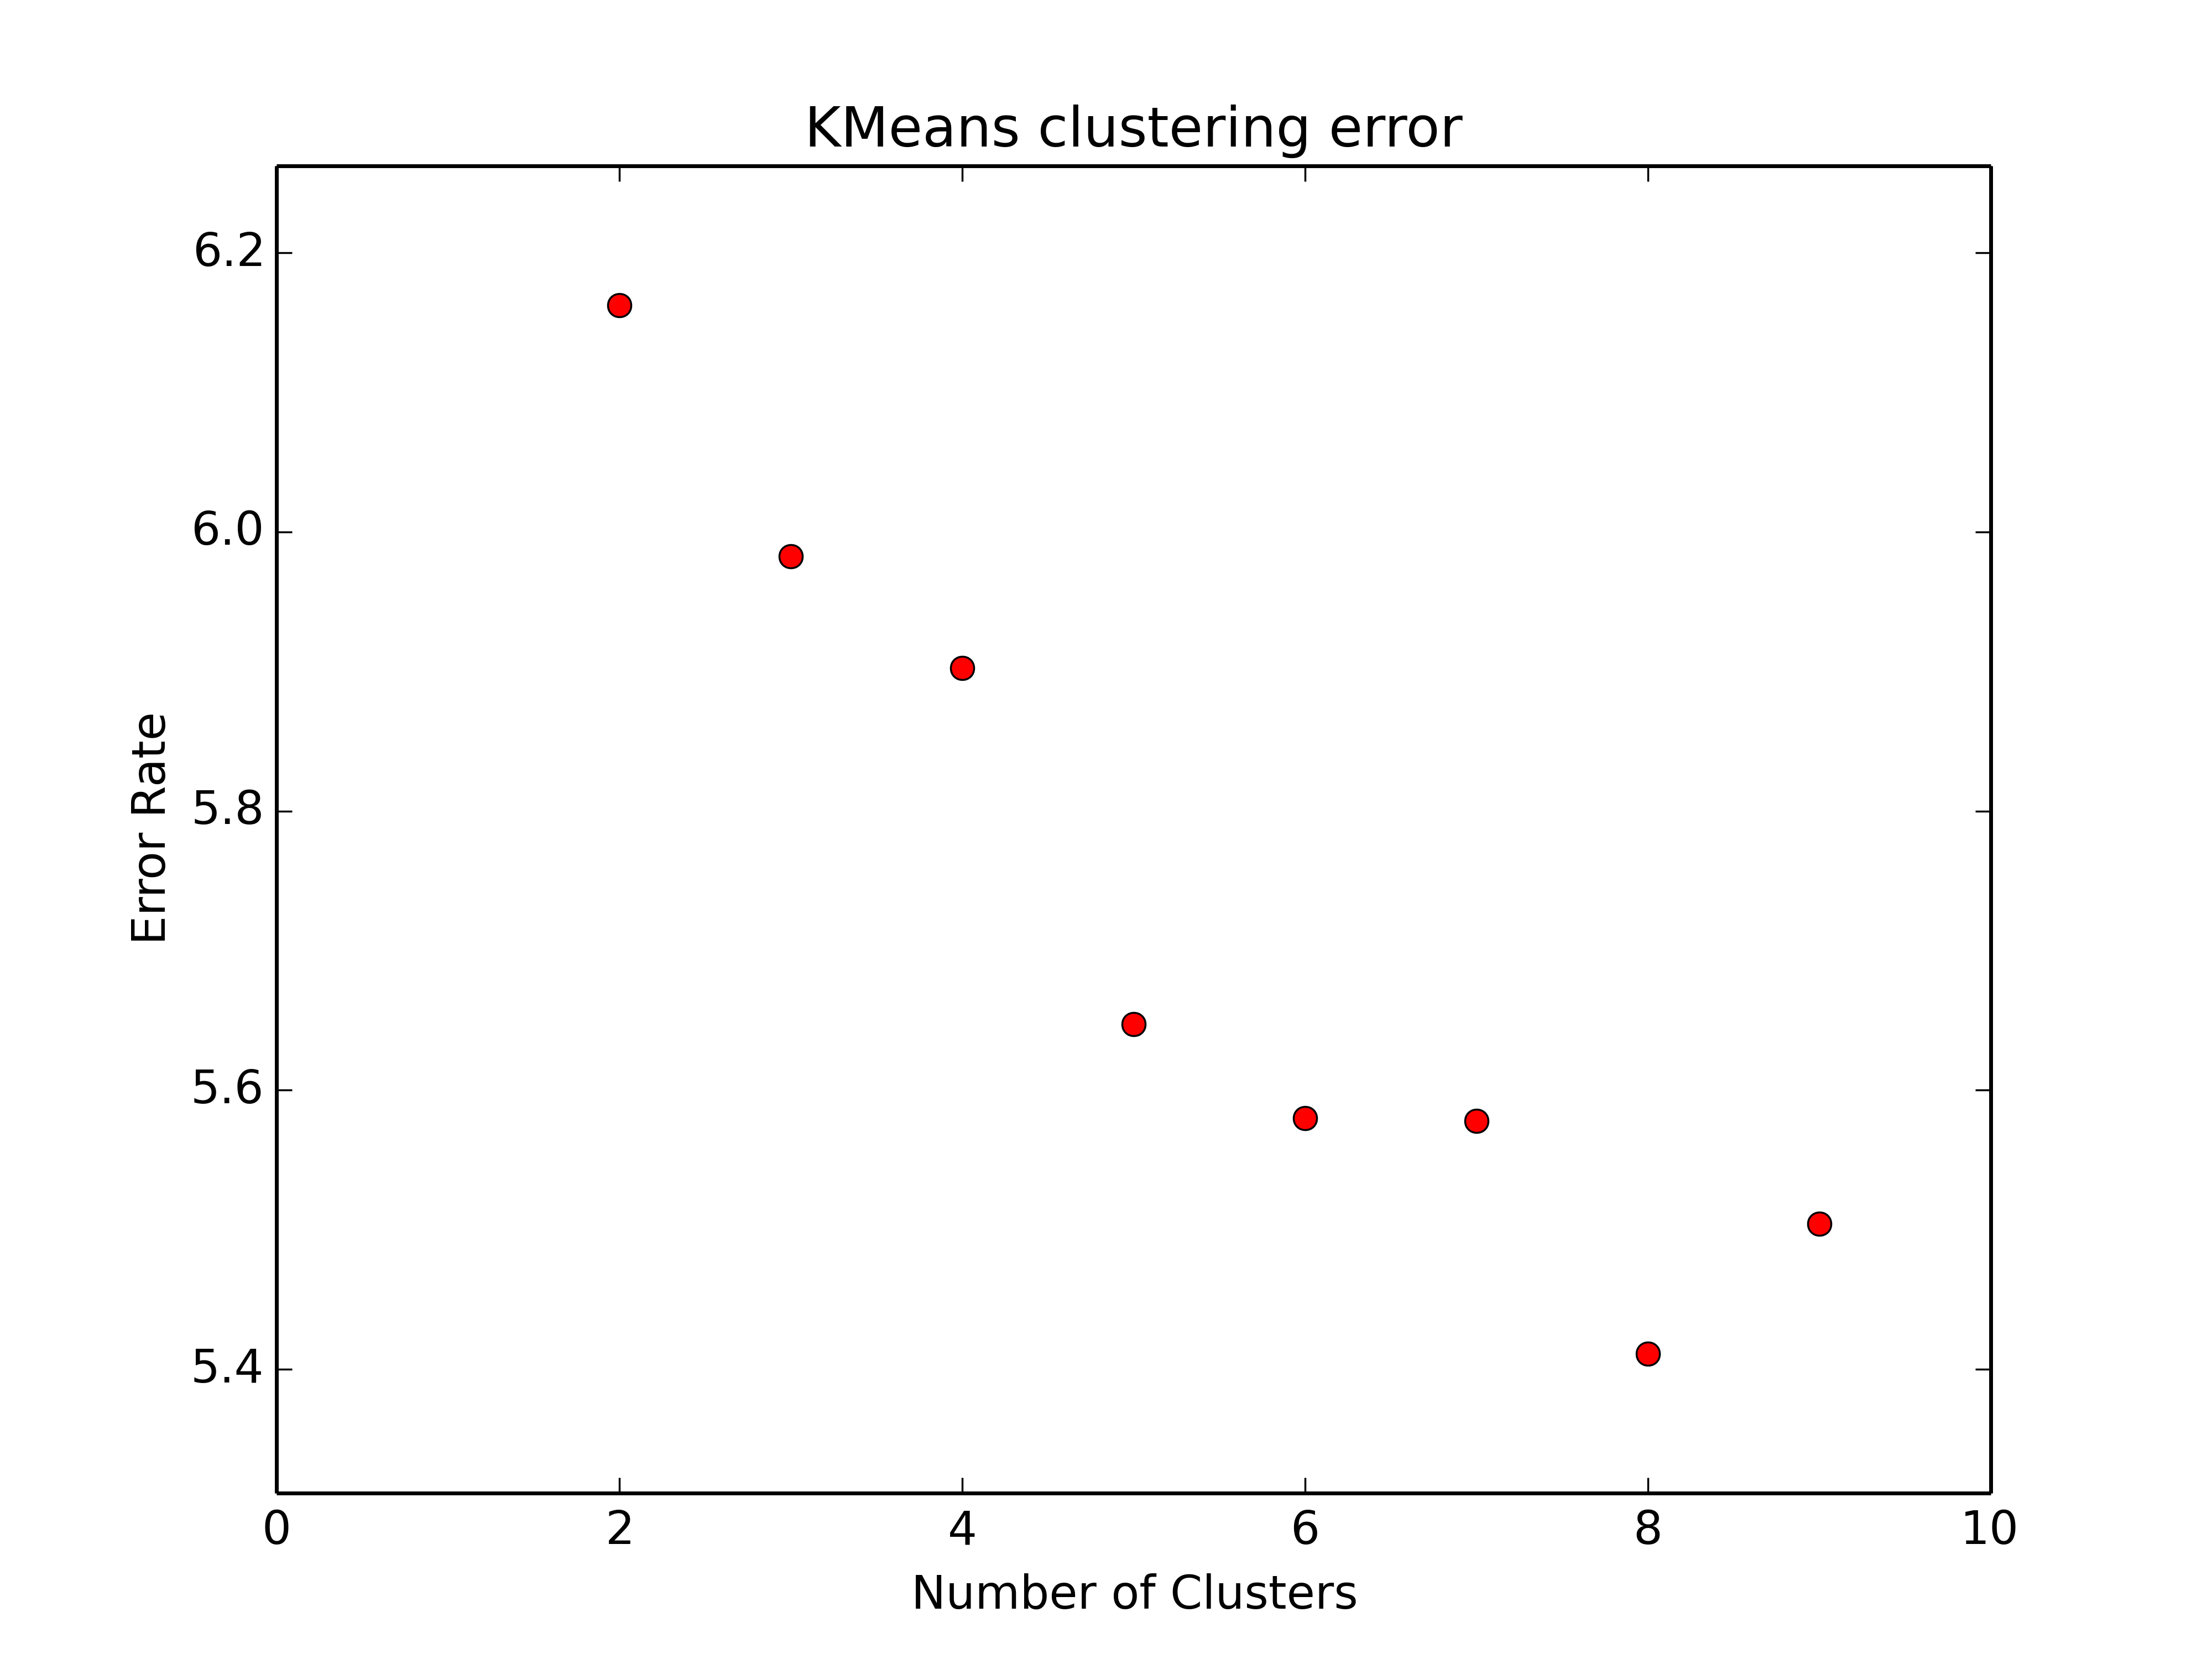 KMeans clustering error
6.2
6.0
5.8
5.6
5.4
Error Rate
0 2 4 6 8 10
Number of Clusters